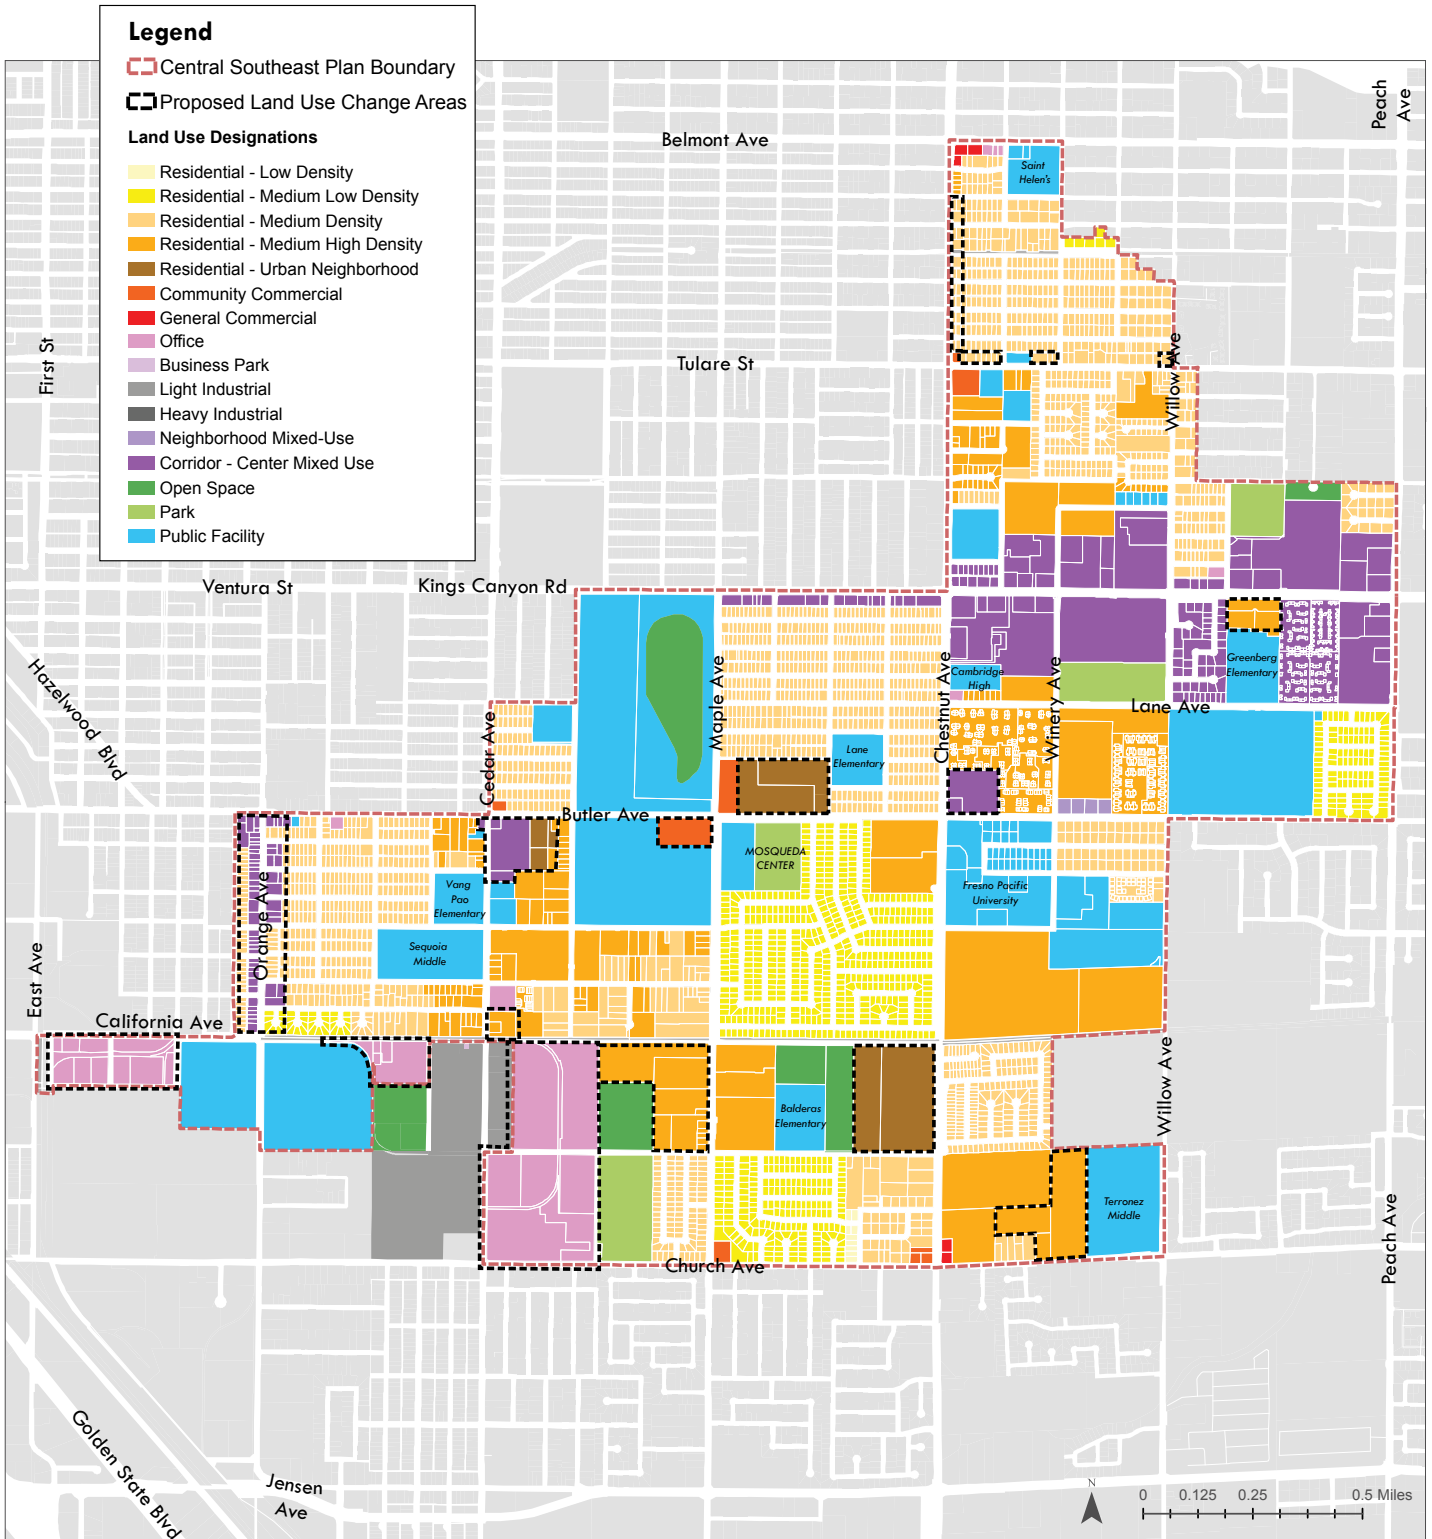 Legend
Central Southeast Plan Boundary
Proposed Land Use Change Areas
Land Use Designations
Residential - Low Density
Residential - Medium Low Density
Residential - Medium Density
Residential - Medium High Density
Residential - Urban Neighborhood
Community Commercial
General Commercial
Office
Business Park
Light Industrial
Heavy Industrial
Neighborhood Mixed-Use
Corridor - Center Mixed Use
Open Space
Park
Public Facility
Peach
Ave
Belmont Ave
Saint
Helen's
First St
Tulare St
Willow Ave
Ventura St
Kings Canyon Rd
Hazelwood Blvd
Cedar Ave
Maple Ave
Chestnut Ave
Winery Ave
Cambridge
High
Greenberg
Elementary
Lane Ave
Lane
Elementary
Butler Ave
MOSQUEDA
CENTER
Vang
Pao
Elementary
Fresno Pacific
University
Orange Ave
Sequoia
Middle
East Ave
California Ave
Balderas
Elementary
Willow Ave
Terronez
Middle
Peach Ave
Church Ave
Golden State Blvd
Jensen
Ave
N
0 0.125 0.25 0.5 Miles